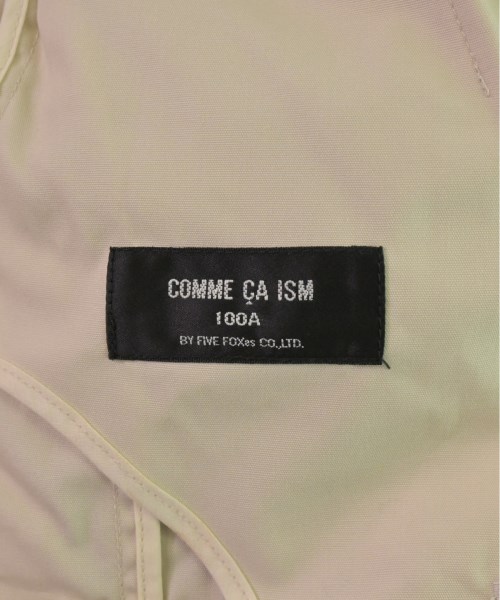 COMME ÇA ISM
100A
BY FIVE FOXes CO.,LTD.